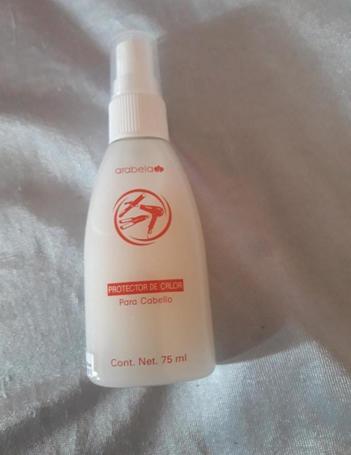 arabela
PROTECTOR DE CALOR
Para Cabello
Cont. Net. 75 ml